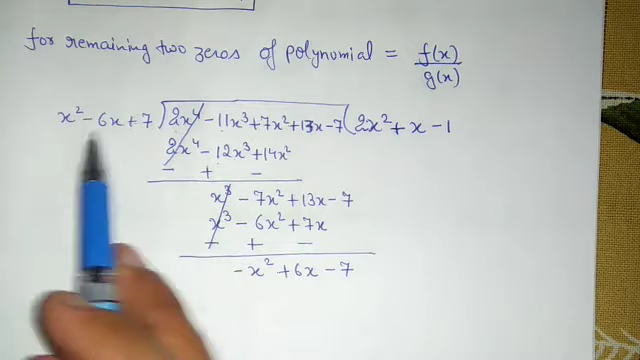 for remaining two zeros of polynomial = f(x)/g(x)
x² - 6x + 7 ) 2x⁴ - 11x³ + 7x² + 13x - 7 ( 2x² + x - 1
2x⁴ - 12x³ + 14x²
- + -
x³ - 7x² + 13x - 7
x³ - 6x² + 7x
+ + -
-x² + 6x - 7